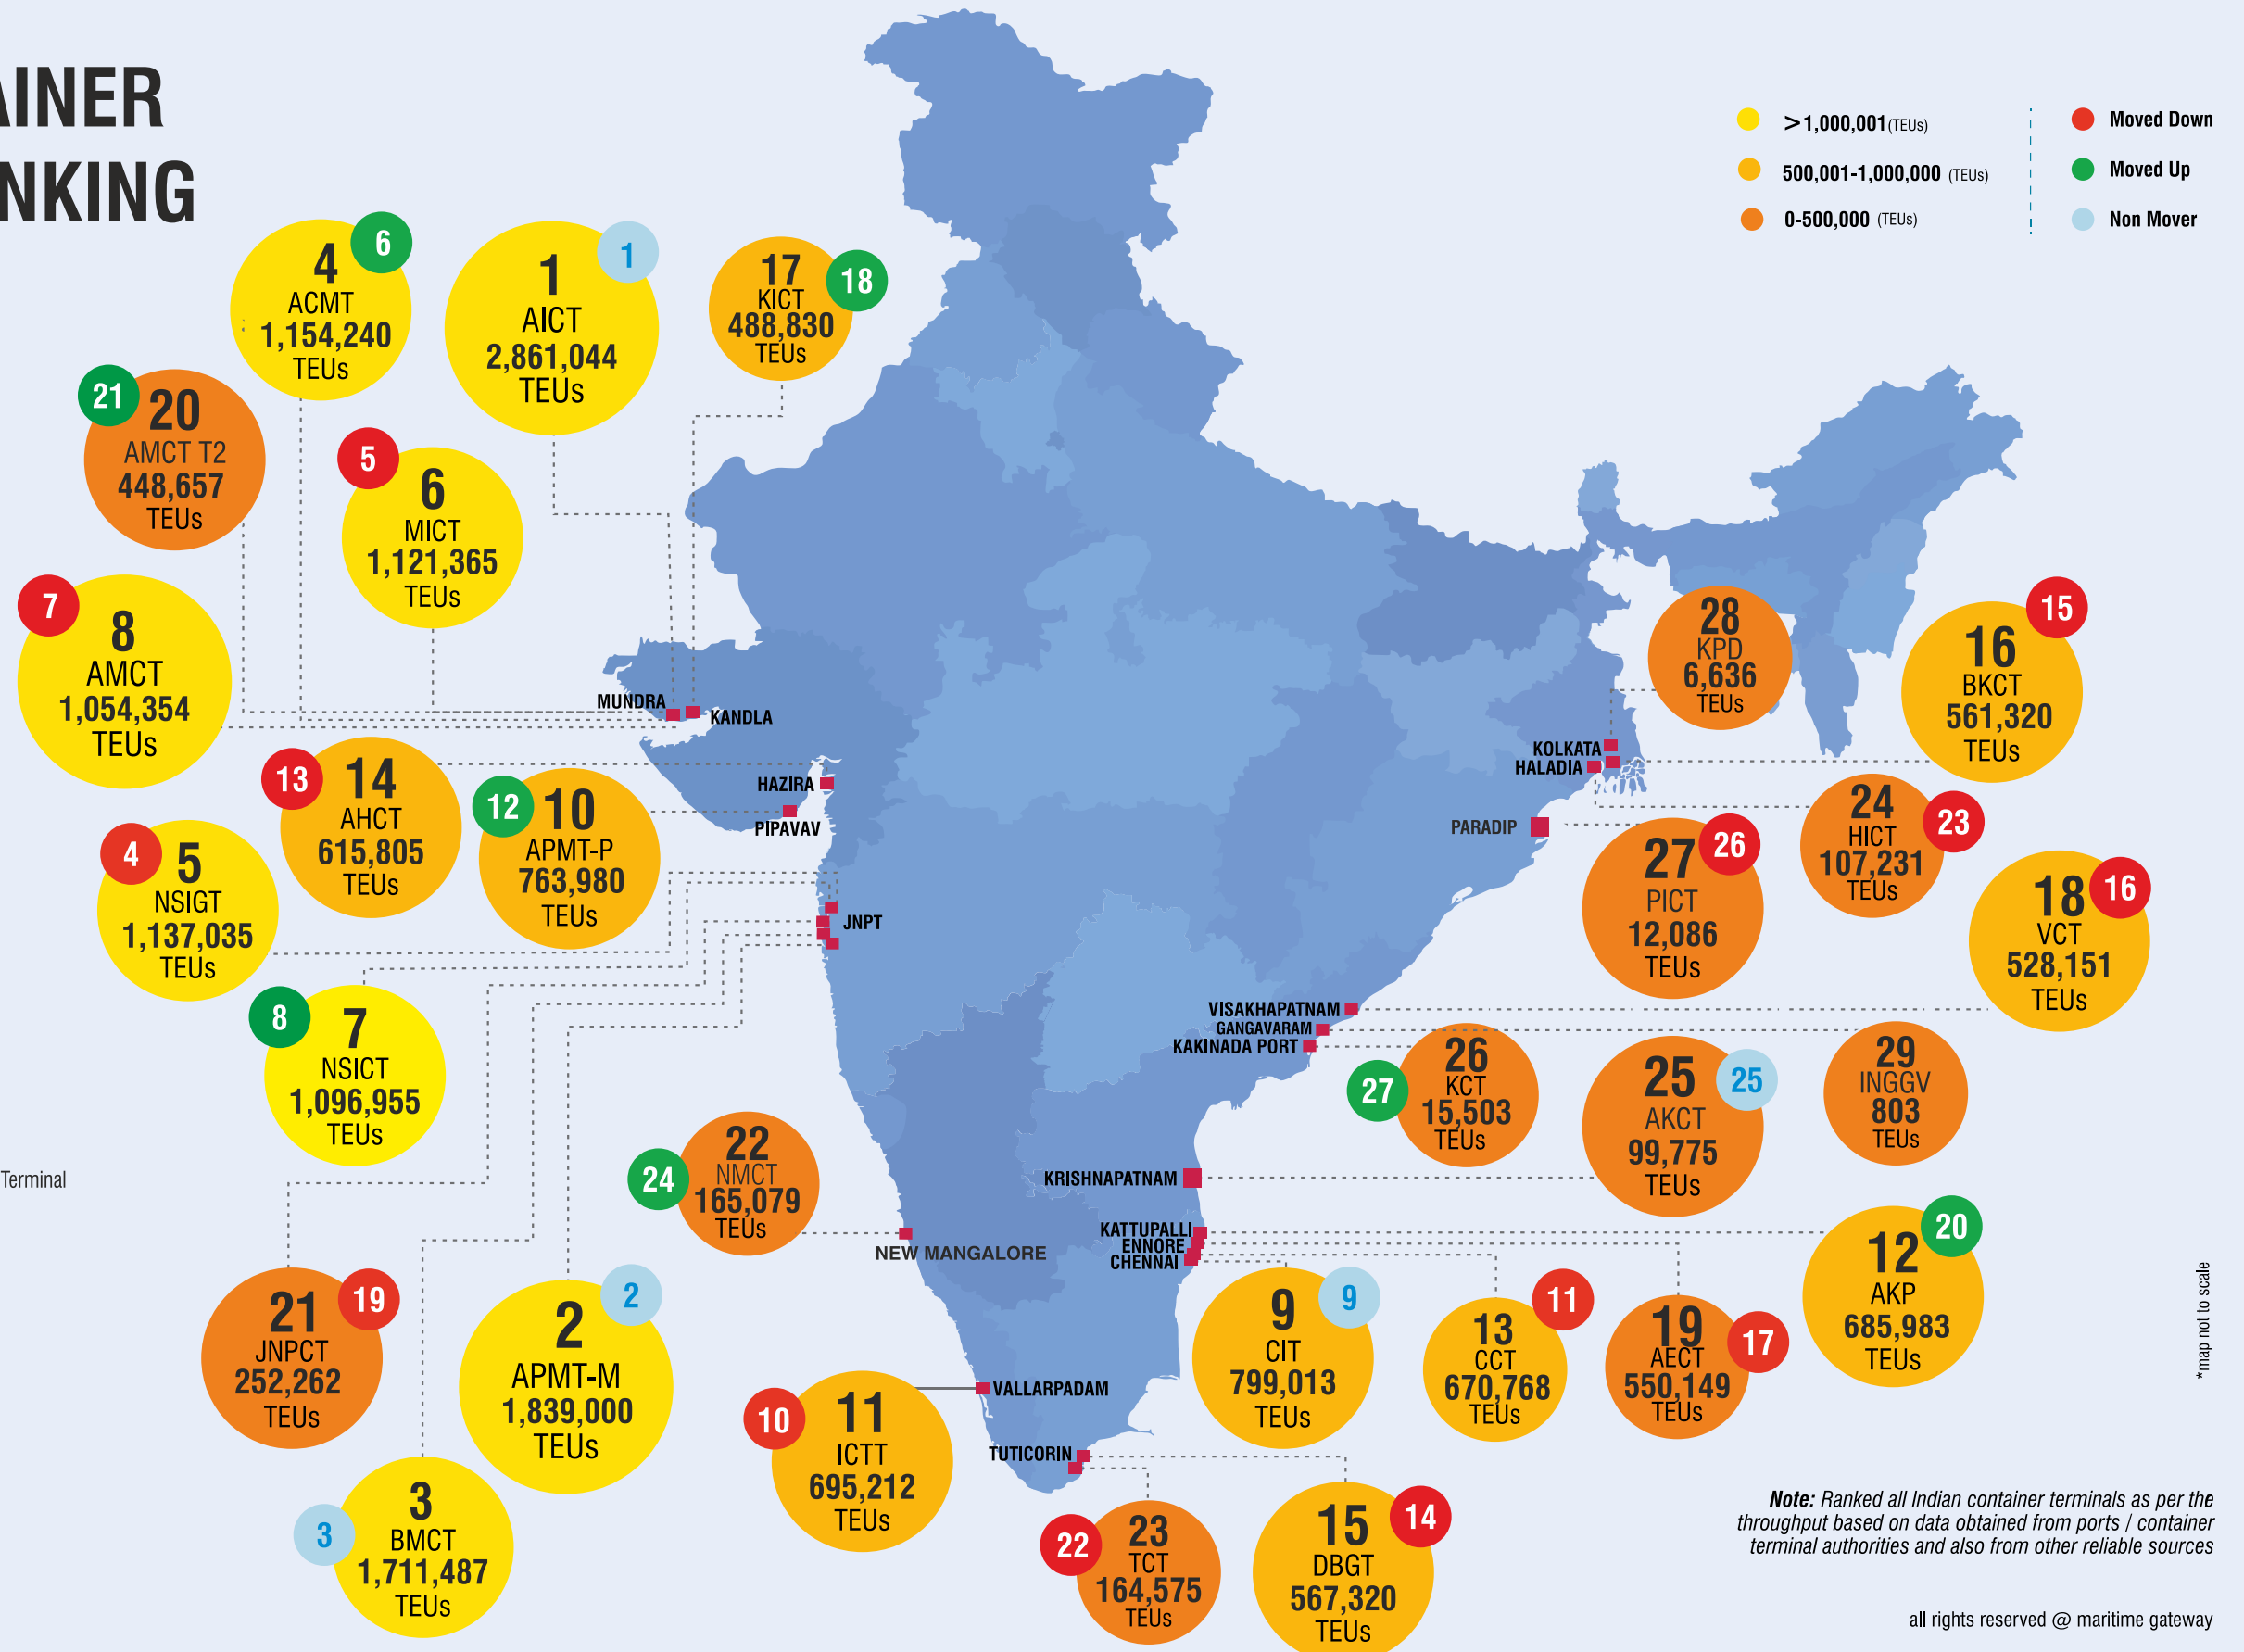 AINER
NKING
>1,000,001(TEUs)
500,001-1,000,000 (TEUs)
0-500,000 (TEUs)
Moved Down
Moved Up
Non Mover
4
6
ACMT
1,154,240
TEUs
1
1
AICT
2,861,044
TEUs
17
18
KICT
488,830
TEUs
21
20
AMCT T2
448,657
TEUs
5
6
MICT
1,121,365
TEUs
7
8
AMCT
1,054,354
TEUs
13
14
AHCT
615,805
TEUs
12
10
APMT-P
763,980
TEUs
4
5
NSIGT
1,137,035
TEUs
8
7
NSICT
1,096,955
TEUs
Terminal
21
19
JNPCT
252,262
TEUs
2
2
APMT-M
1,839,000
TEUs
3
3
BMCT
1,711,487
TEUs
24
22
NMCT
165,079
TEUs
10
11
ICTT
695,212
TEUs
22
23
TCT
164,575
TEUs
15
14
DBGT
567,320
TEUs
9
9
CIT
799,013
TEUs
13
11
CCT
670,768
TEUs
19
17
AECT
550,149
TEUs
12
20
AKP
685,983
TEUs
27
26
KCT
15,503
TEUs
25
25
AKCT
99,775
TEUs
29
INGGV
803
TEUs
18
16
VCT
528,151
TEUs
27
26
PICT
12,086
TEUs
24
23
HICT
107,231
TEUs
28
KPD
6,636
TEUs
16
15
BKCT
561,320
TEUs
MUNDRA
KANDLA
HAZIRA
PIPAVAV
JNPT
NEW MANGALORE
VALLARPADAM
TUTICORIN
KOLKATA
HALADIA
PARADIP
VISAKHAPATNAM
GANGAVARAM
KAKINADA PORT
KRISHNAPATNAM
KATTUPALLI
ENNORE
CHENNAI
*map not to scale
Note: Ranked all Indian container terminals as per the
throughput based on data obtained from ports / container
terminal authorities and also from other reliable sources
all rights reserved @ maritime gateway